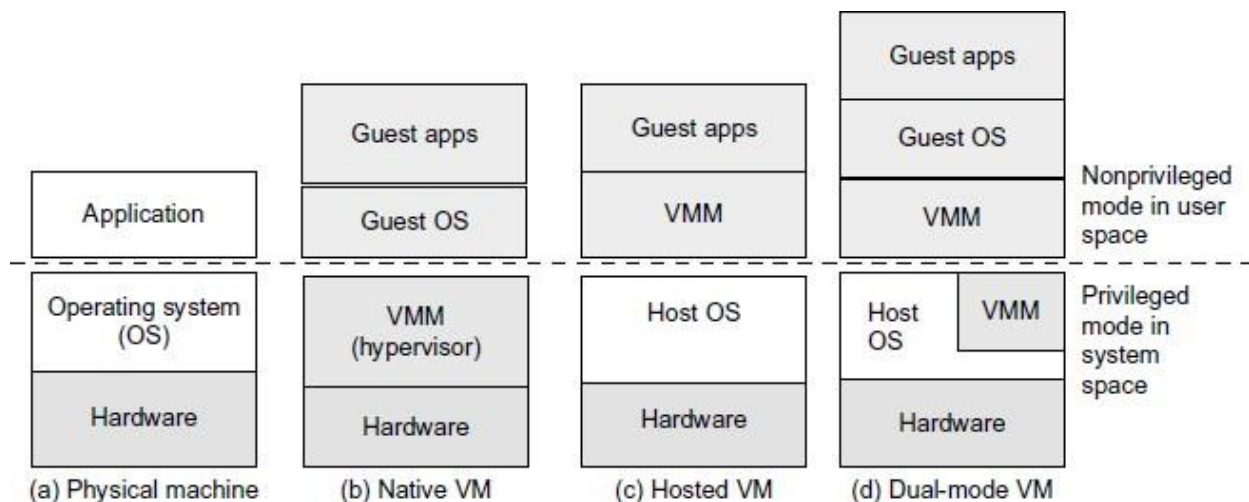 Application
Operating system
(OS)
Hardware
(a) Physical machine
Guest apps
Guest OS
VMM
(hypervisor)
Hardware
(b) Native VM
Guest apps
VMM
Host OS
Hardware
(c) Hosted VM
Guest apps
Guest OS
VMM
Host
OS
VMM
Hardware
(d) Dual-mode VM
Nonprivileged
mode in user
space
Privileged
mode in
system
space